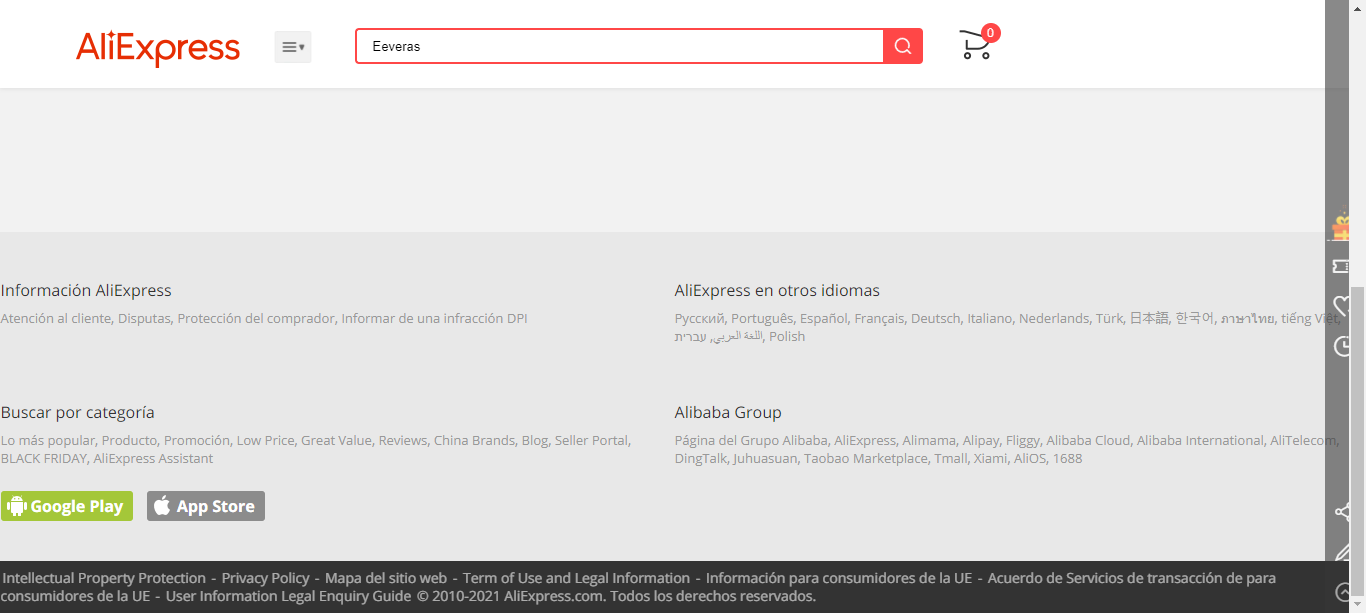 AliExpress
Eeveras
0
Información AliExpress
Atención al cliente, Disputas, Protección del comprador, Informar de una infracción DPI
AliExpress en otros idiomas
Русский, Português, Español, Français, Deutsch, Italiano, Nederlands, Türk, 日本語, 한국어, ภาษาไทย, tiếng Việt,
اللغة العربي, עברית, Polish
Buscar por categoría
Lo más popular, Producto, Promoción, Low Price, Great Value, Reviews, China Brands, Blog, Seller Portal,
BLACK FRIDAY, AliExpress Assistant
Alibaba Group
Página del Grupo Alibaba, AliExpress, Alimama, Alipay, Fliggy, Alibaba Cloud, Alibaba International, AliTelecom,
DingTalk, Juhuasuan, Taobao Marketplace, Tmall, Xiami, AliOS, 1688
Google Play
App Store
Intellectual Property Protection - Privacy Policy - Mapa del sitio web - Term of Use and Legal Information - Información para consumidores de la UE - Acuerdo de Servicios de transacción de para
consumidores de la UE - User Information Legal Enquiry Guide © 2010-2021 AliExpress.com. Todos los derechos reservados.